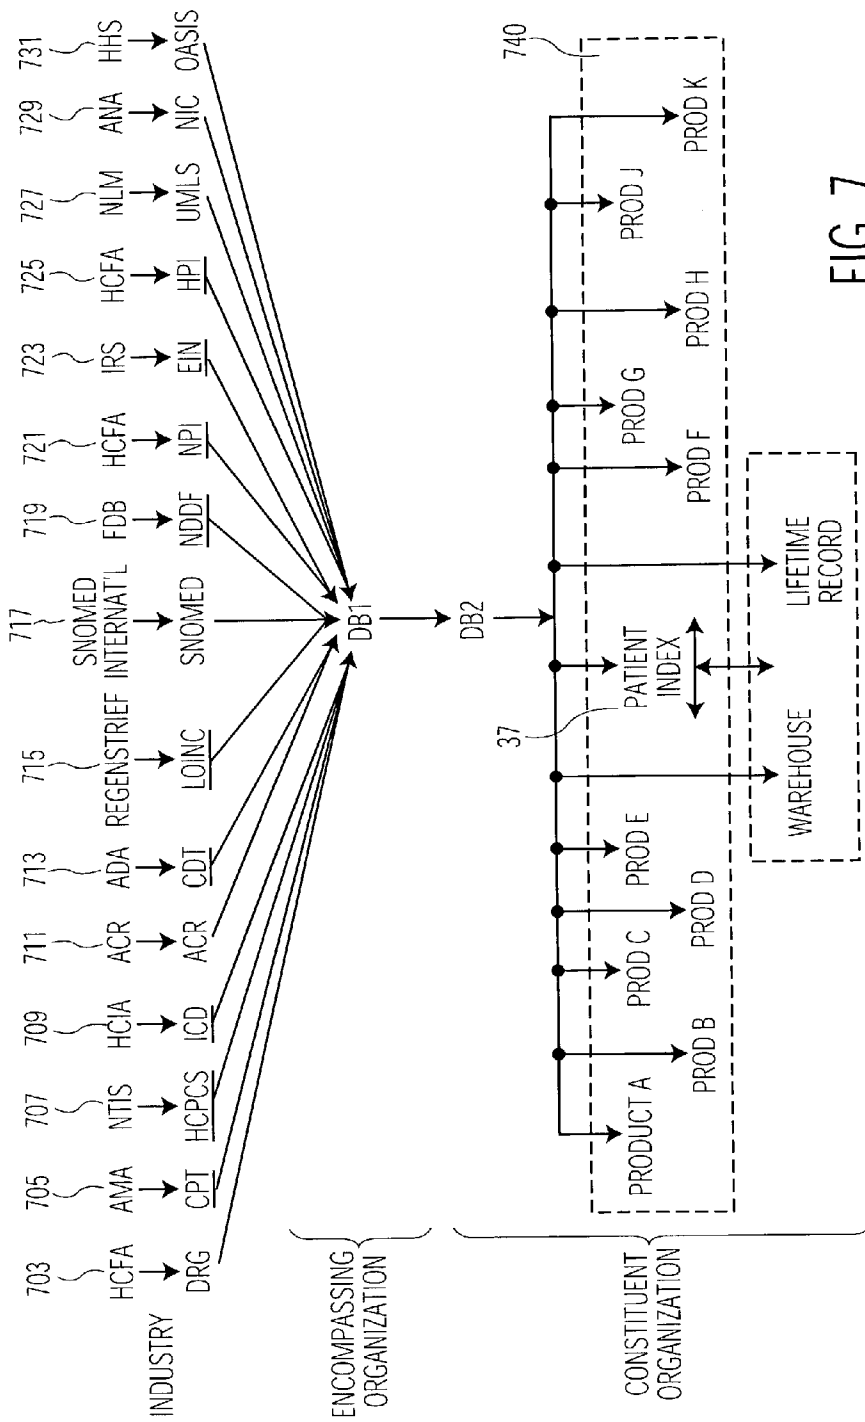 703 705 707 709 711 713 715 717 719 721 723 725 727 729 731
INDUSTRY
HCFA AMA NTIS HCIA ACR ADA REGENSTRIEF SNOMED INTERNAT'L FDB HCFA IRS HCFA NLM ANA HHS
DRG CPT HCPCS ICD ACR CDT LOINC SNOMED NDDF NPI EIN HPI UMLS NIC OASIS
ENCOMPASSING
ORGANIZATION
DB1
CONSTITUENT
ORGANIZATION
DB2
37
740
PRODUCT A PROD C PROD E PATIENT INDEX PROD G PROD J
PROD B PROD D PROD F PROD H PROD K
WAREHOUSE LIFETIME RECORD
FIG. 7